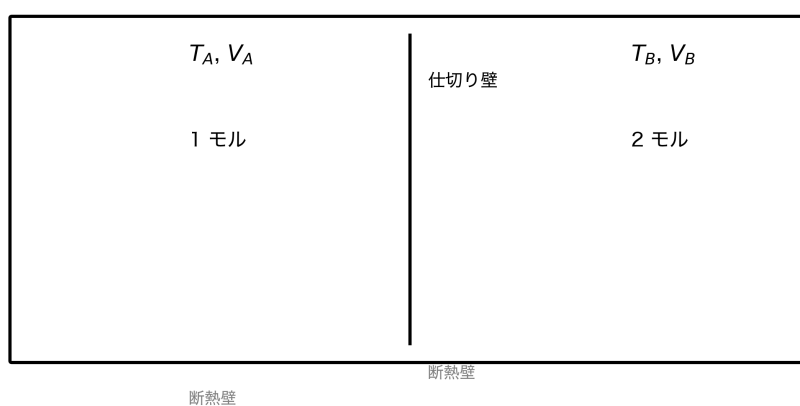 T_A, V_A
T_B, V_B
仕切り壁
1 モル
2 モル
断熱壁
断熱壁